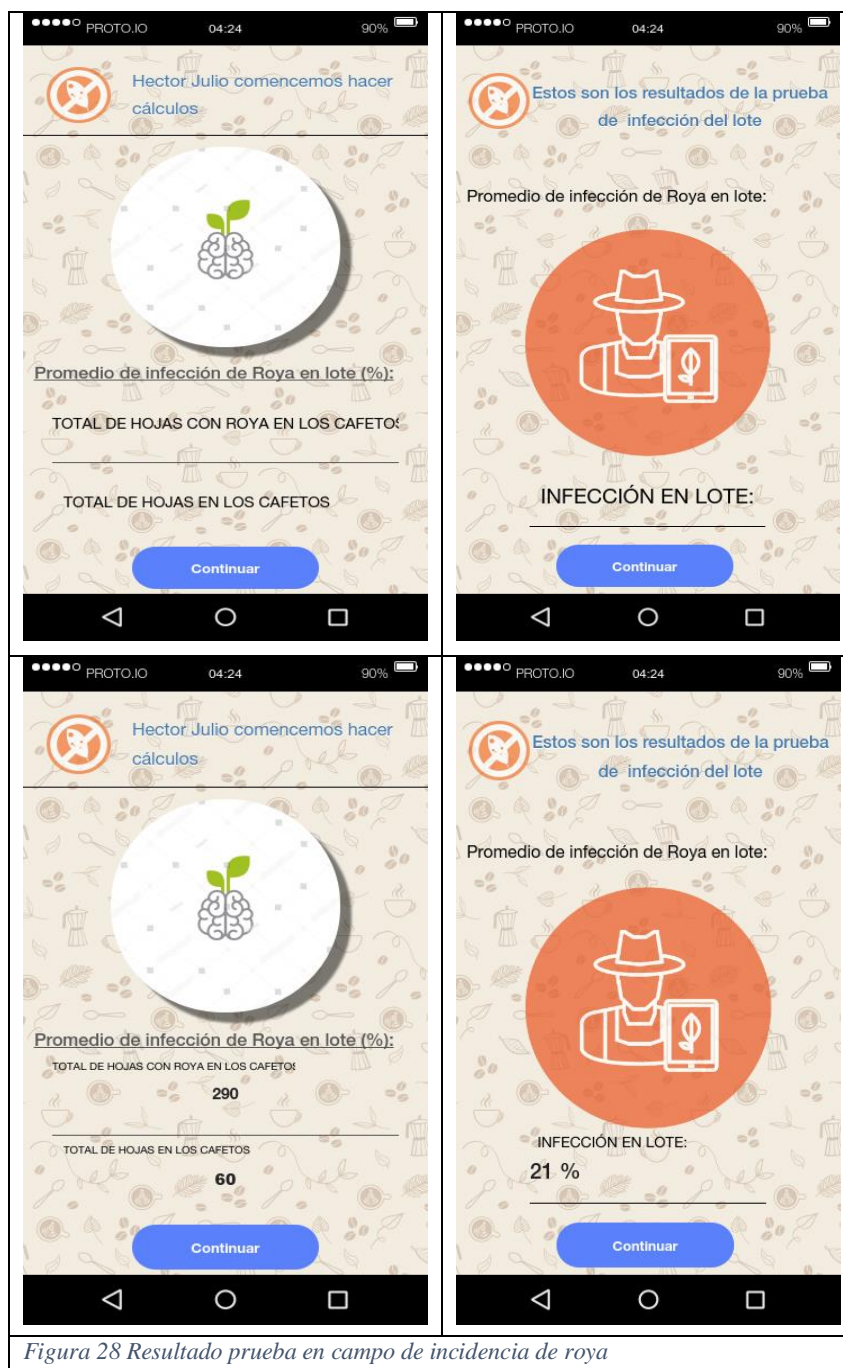 PROTO.IO 04:24 90%
Hector Julio comencemos hacer
cálculos
Promedio de infección de Roya en lote (%):
TOTAL DE HOJAS CON ROYA EN LOS CAFETOS
TOTAL DE HOJAS EN LOS CAFETOS
Continuar
PROTO.IO 04:24 90%
Estos son los resultados de la prueba
de infección del lote
Promedio de infección de Roya en lote:
INFECCIÓN EN LOTE:
Continuar
PROTO.IO 04:24 90%
Hector Julio comencemos hacer
cálculos
Promedio de infección de Roya en lote (%):
TOTAL DE HOJAS CON ROYA EN LOS CAFETOS
290
TOTAL DE HOJAS EN LOS CAFETOS
60
Continuar
PROTO.IO 04:24 90%
Estos son los resultados de la prueba
de infección del lote
Promedio de infección de Roya en lote:
INFECCIÓN EN LOTE:
21 %
Continuar
Figura 28 Resultado prueba en campo de incidencia de roya